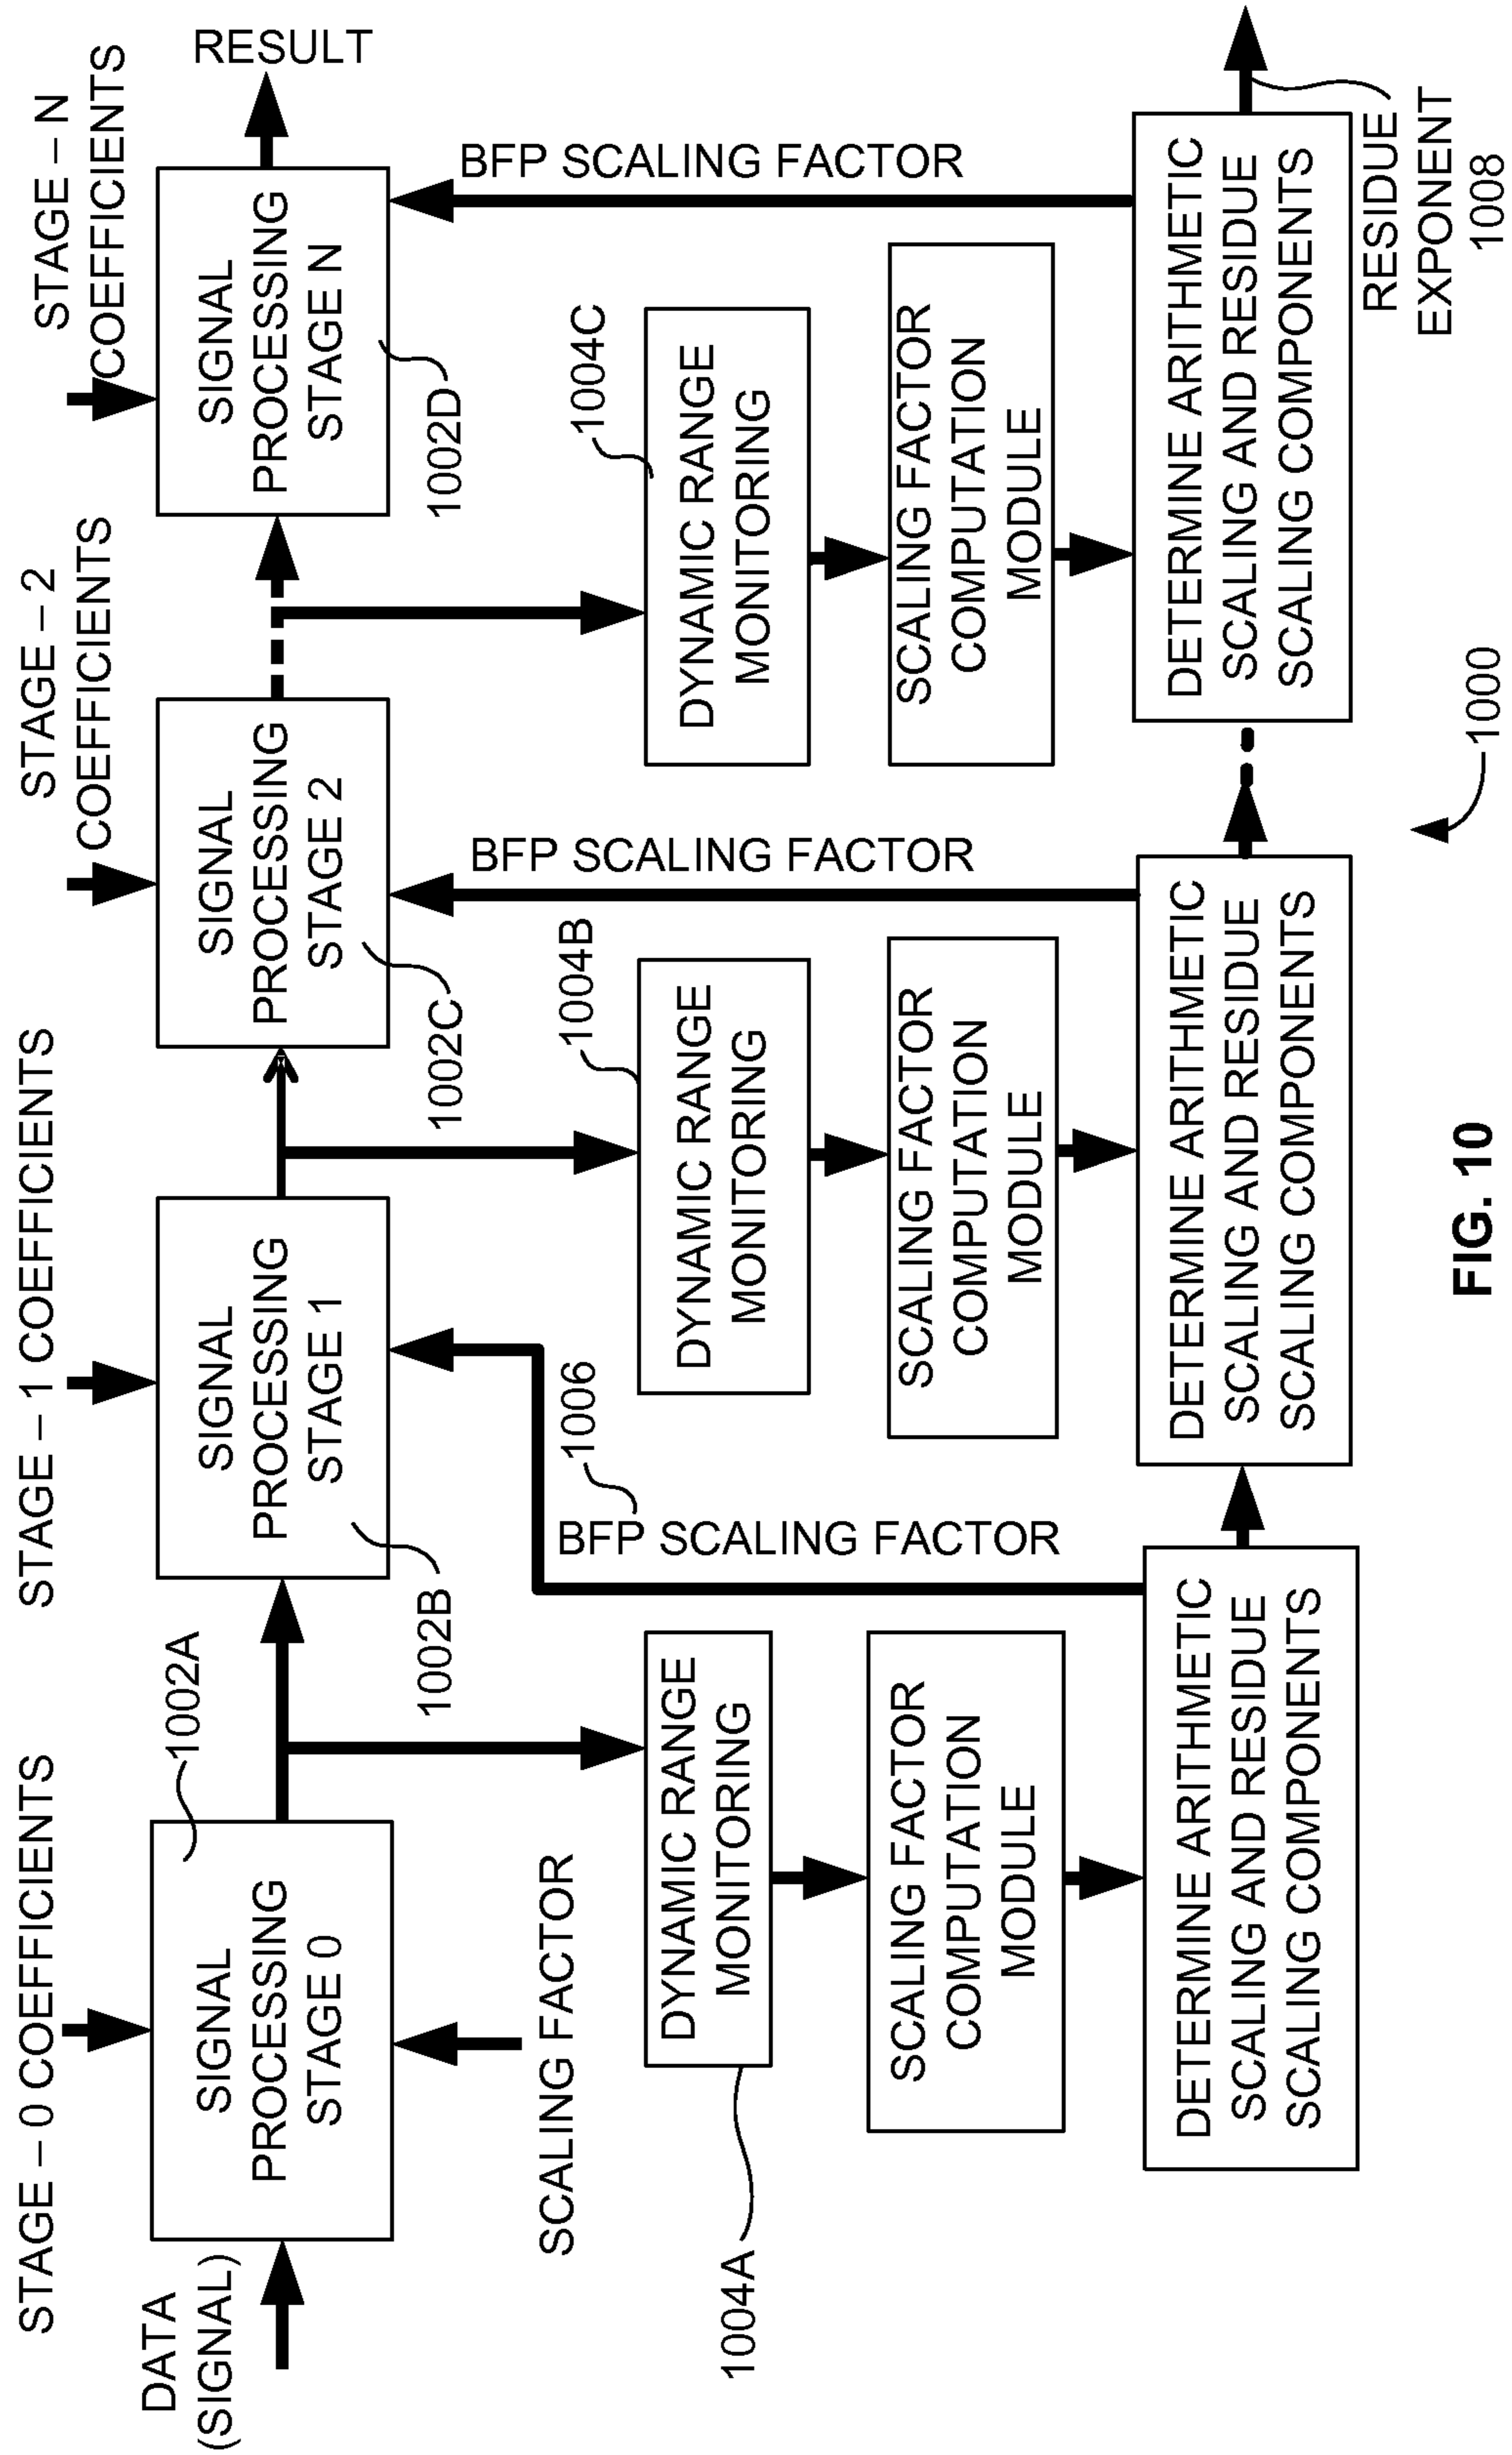 STAGE – 0 COEFFICIENTS
STAGE – 1 COEFFICIENTS
STAGE – 2
COEFFICIENTS
STAGE – N
COEFFICIENTS
DATA
(SIGNAL)
SIGNAL
PROCESSING
STAGE 0
1002A
SIGNAL
PROCESSING
STAGE 1
1002B
SIGNAL
PROCESSING
STAGE 2
1002C
SIGNAL
PROCESSING
STAGE N
1002D
RESULT
SCALING FACTOR
BFP SCALING FACTOR
1006
BFP SCALING FACTOR
BFP SCALING FACTOR
DYNAMIC RANGE
MONITORING
1004A
DYNAMIC RANGE
MONITORING
1004B
DYNAMIC RANGE
MONITORING
1004C
SCALING FACTOR
COMPUTATION
MODULE
SCALING FACTOR
COMPUTATION
MODULE
SCALING FACTOR
COMPUTATION
MODULE
DETERMINE ARITHMETIC
SCALING AND RESIDUE
SCALING COMPONENTS
DETERMINE ARITHMETIC
SCALING AND RESIDUE
SCALING COMPONENTS
DETERMINE ARITHMETIC
SCALING AND RESIDUE
SCALING COMPONENTS
RESIDUE
EXPONENT
1008
1000
FIG. 10